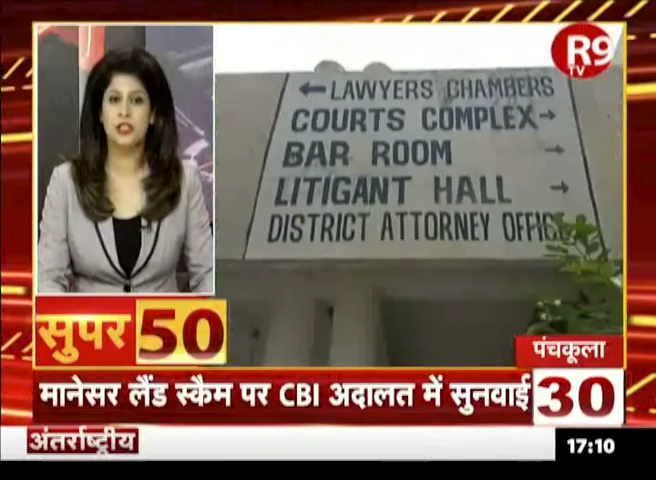 R9
TV
LAWYERS CHAMBERS
COURTS COMPLEX
BAR ROOM
LITIGANT HALL
DISTRICT ATTORNEY OFFICE
सुपर 50
पंचकूला
मानेसर लैंड स्कैम पर CBI अदालत में सुनवाई 30
अंतर्राष्ट्रीय
17:10